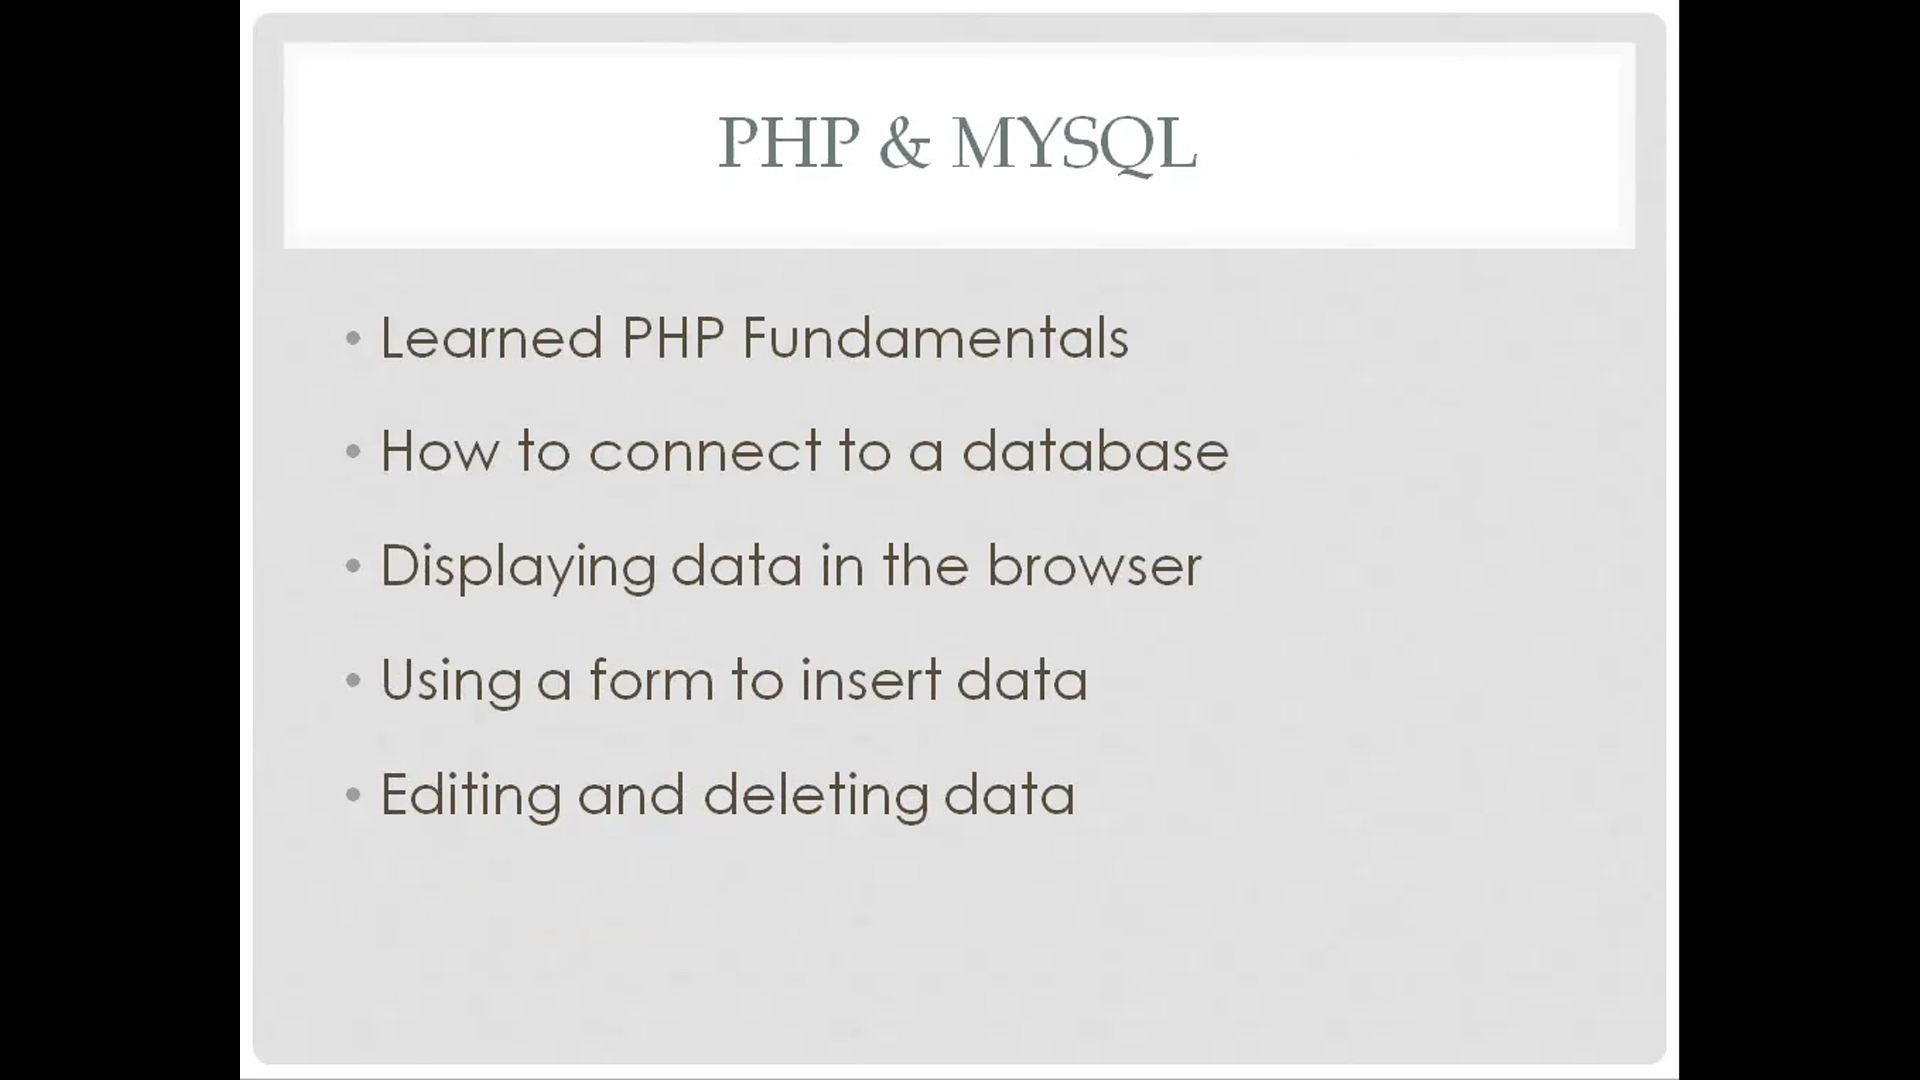 PHP & MYSQL
• Learned PHP Fundamentals
• How to connect to a database
• Displaying data in the browser
• Using a form to insert data
• Editing and deleting data